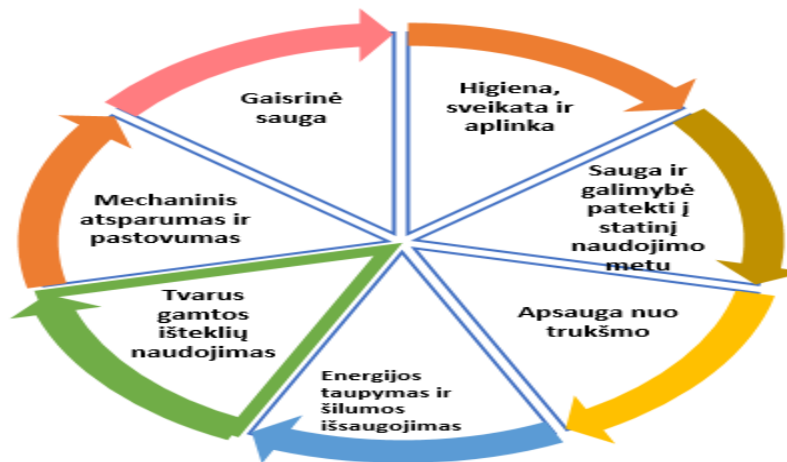 Gaisrinė
sauga
Higiena,
sveikata ir
aplinka
Sauga ir
galimybė
patekti į
statinį
naudojimo
metu
Apsauga nuo
trukšmo
Energijos
taupymas ir
šilumos
išsaugojimas
Tvarus
gamtos
išteklių
naudojimas
Mechaninis
atsparumas ir
pastovumas